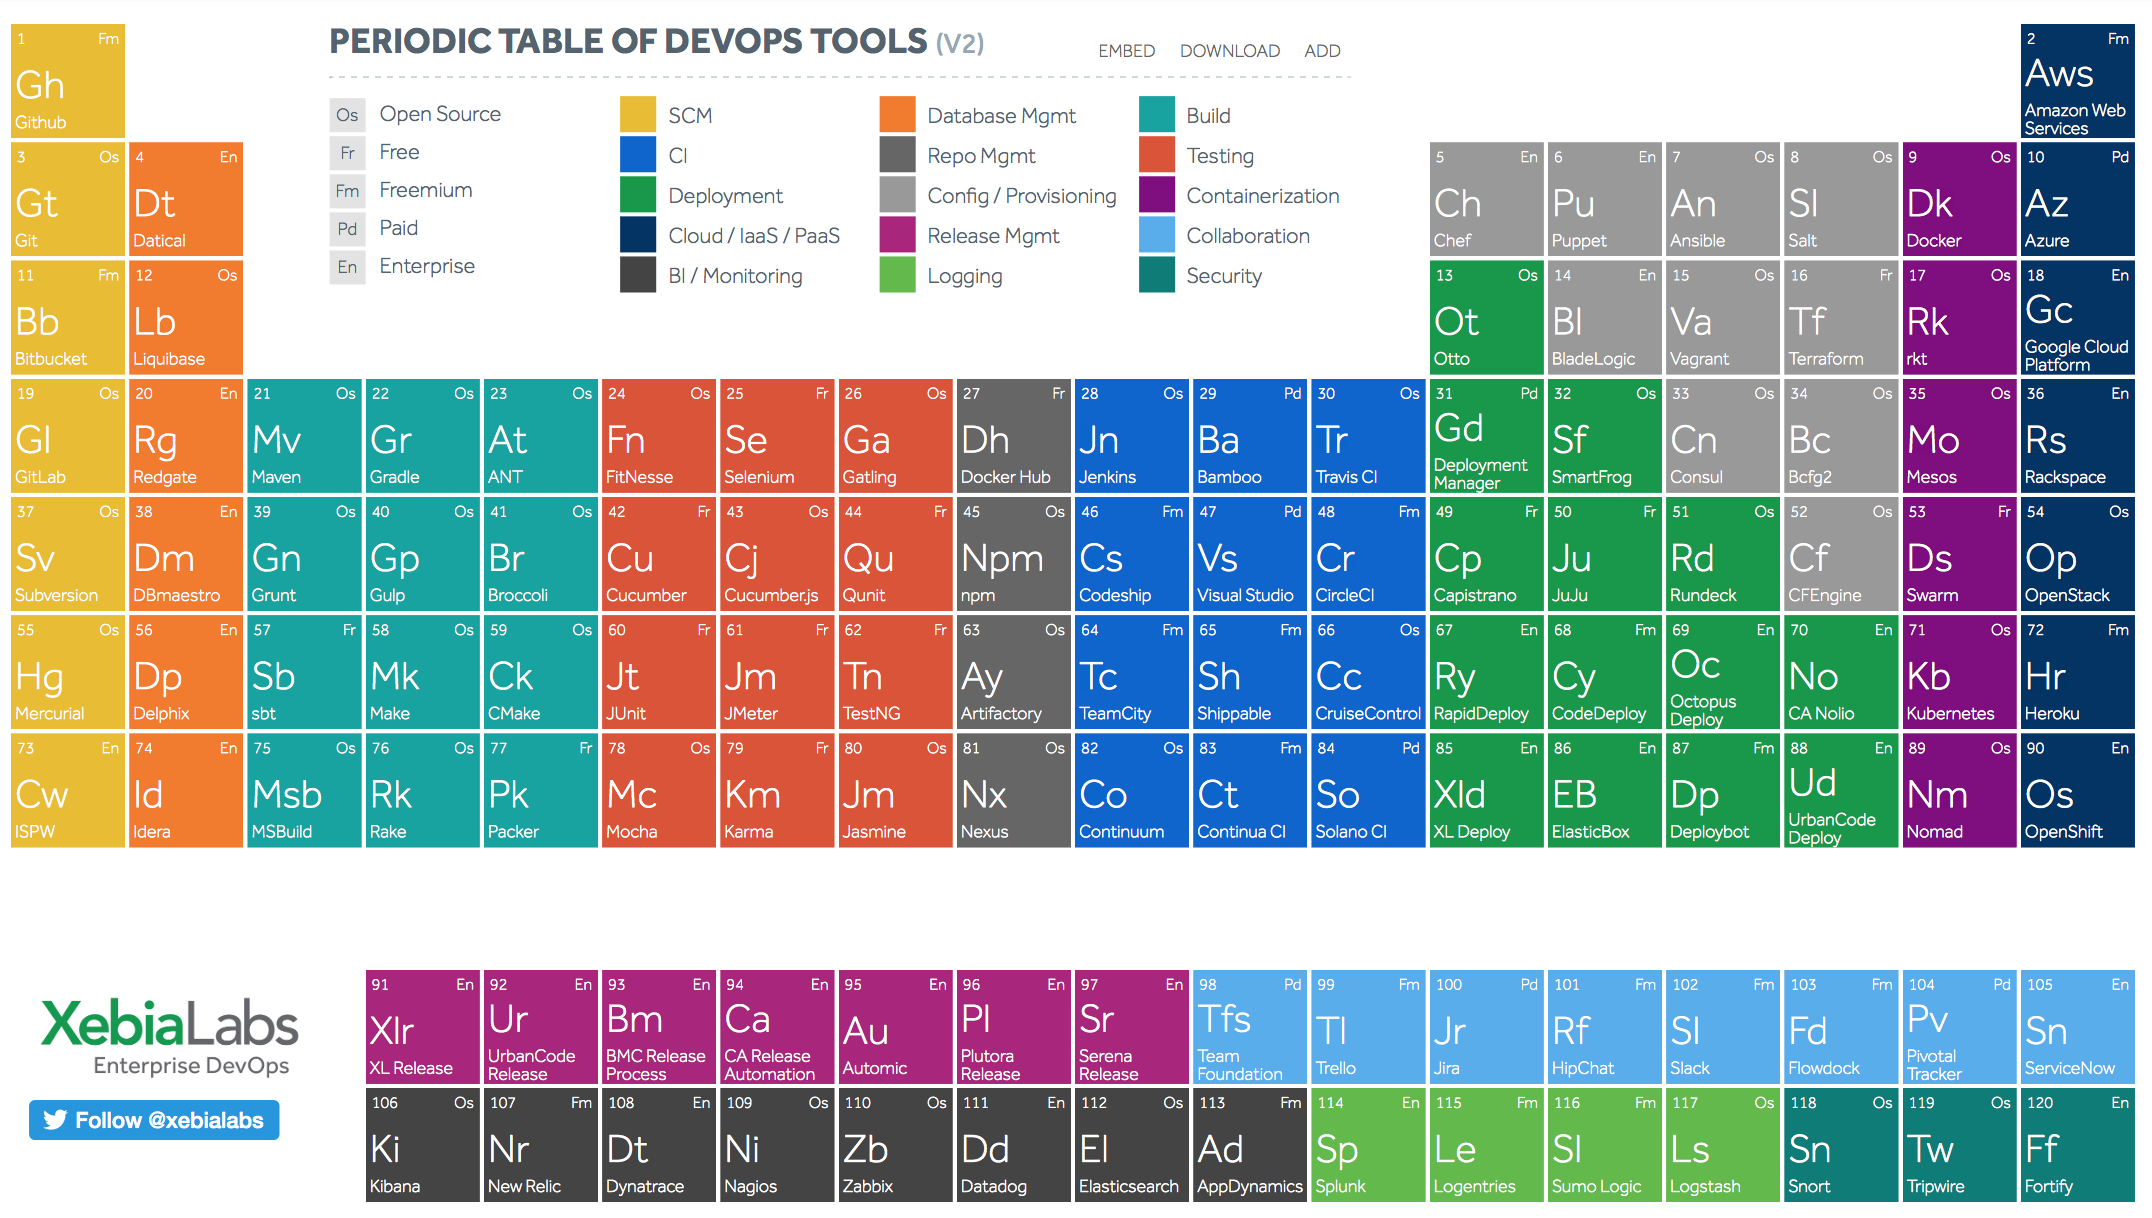 PERIODIC TABLE OF DEVOPS TOOLS (V2)
EMBED DOWNLOAD ADD
Os Open Source
Fr Free
Fm Freemium
Pd Paid
En Enterprise
SCM
CI
Deployment
Cloud / IaaS / PaaS
BI / Monitoring
Database Mgmt
Repo Mgmt
Config / Provisioning
Release Mgmt
Logging
Build
Testing
Containerization
Collaboration
Security
1 Fm
Gh
Github
2 Fm
Aws
Amazon Web
Services
3 Os
Gt
Git
4 En
Dt
Datical
5 En
Ch
Chef
6 En
Pu
Puppet
7 Os
An
Ansible
8 Os
Sl
Salt
9 Os
Dk
Docker
10 Pd
Az
Azure
11 Fm
Bb
Bitbucket
12 Os
Lb
Liquibase
13 Os
Ot
Otto
14 En
Bl
BladeLogic
15 Os
Va
Vagrant
16 Fr
Tf
Terraform
17 Os
Rk
rkt
18 En
Gc
Google Cloud
Platform
19 Os
Gl
GitLab
20 En
Rg
Redgate
21 Os
Mv
Maven
22 Os
Gr
Gradle
23 Os
At
ANT
24 Os
Fn
FitNesse
25 Fr
Se
Selenium
26 Os
Ga
Gatling
27 Fr
Dh
Docker Hub
28 Os
Jn
Jenkins
29 Pd
Ba
Bamboo
30 Os
Tr
Travis CI
31 Pd
Gd
Deployment
Manager
32 Os
Sf
SmartFrog
33 Os
Cn
Consul
34 Os
Bc
Bcfg2
35 Os
Mo
Mesos
36 En
Rs
Rackspace
37 Os
Sv
Subversion
38 En
Dm
DBmaestro
39 Os
Gn
Grunt
40 Os
Gp
Gulp
41 Os
Br
Broccoli
42 Fr
Cu
Cucumber
43 Os
Cj
Cucumber.js
44 Fr
Qu
Qunit
45 Os
Npm
npm
46 Fm
Cs
Codeship
47 Pd
Vs
Visual Studio
48 Fm
Cr
CircleCI
49 Fr
Cp
Capistrano
50 Fr
Ju
JuJu
51 Os
Rd
Rundeck
52 Os
Cf
CFEngine
53 Fr
Ds
Swarm
54 Os
Op
OpenStack
55 Os
Hg
Mercurial
56 En
Dp
Delphix
57 Fr
Sb
sbt
58 Os
Mk
Make
59 Os
Ck
CMake
60 Fr
Jt
JUnit
61 Fr
Jm
JMeter
62 Fr
Tn
TestNG
63 Os
Ay
Artifactory
64 Fm
Tc
TeamCity
65 Fm
Sh
Shippable
66 Os
Cc
CruiseControl
67 En
Ry
RapidDeploy
68 Fm
Cy
CodeDeploy
69 En
Oc
Octopus
Deploy
70 En
No
CA Nolio
71 Os
Kb
Kubernetes
72 Fm
Hr
Heroku
73 En
Cw
ISPW
74 En
Id
Idera
75 Os
Msb
MSBuild
76 Os
Rk
Rake
77 Fr
Pk
Packer
78 Os
Mc
Mocha
79 Fr
Km
Karma
80 Os
Jm
Jasmine
81 Os
Nx
Nexus
82 Os
Co
Continuum
83 Fm
Ct
Continua CI
84 Pd
So
Solano CI
85 En
Xld
XL Deploy
86 En
EB
ElasticBox
87 Fm
Dp
Deploybot
88 En
Ud
UrbanCode
Deploy
89 Os
Nm
Nomad
90 En
Os
OpenShift
XebiaLabs
Enterprise DevOps
Follow @xebialabs
91 En
Xlr
XL Release
92 En
Ur
UrbanCode
Release
93 En
Bm
BMC Release
Process
94 En
Ca
CA Release
Automation
95 En
Au
Automic
96 En
Pl
Plutora
Release
97 En
Sr
Serena
Release
98 Pd
Tfs
Team
Foundation
99 Fm
Tl
Trello
100 Pd
Jr
Jira
101 Fm
Rf
HipChat
102 Fm
Sl
Slack
103 Fm
Fd
Flowdock
104 Pd
Pv
Pivotal
Tracker
105 En
Sn
ServiceNow
106 Os
Ki
Kibana
107 Fm
Nr
New Relic
108 En
Dt
Dynatrace
109 Os
Ni
Nagios
110 Os
Zb
Zabbix
111 En
Dd
Datadog
112 Os
El
Elasticsearch
113 Fm
Ad
AppDynamics
114 En
Sp
Splunk
115 Fm
Le
Logentries
116 Fm
Sl
Sumo Logic
117 Os
Ls
Logstash
118 Os
Sn
Snort
119 Os
Tw
Tripwire
120 En
Ff
Fortify